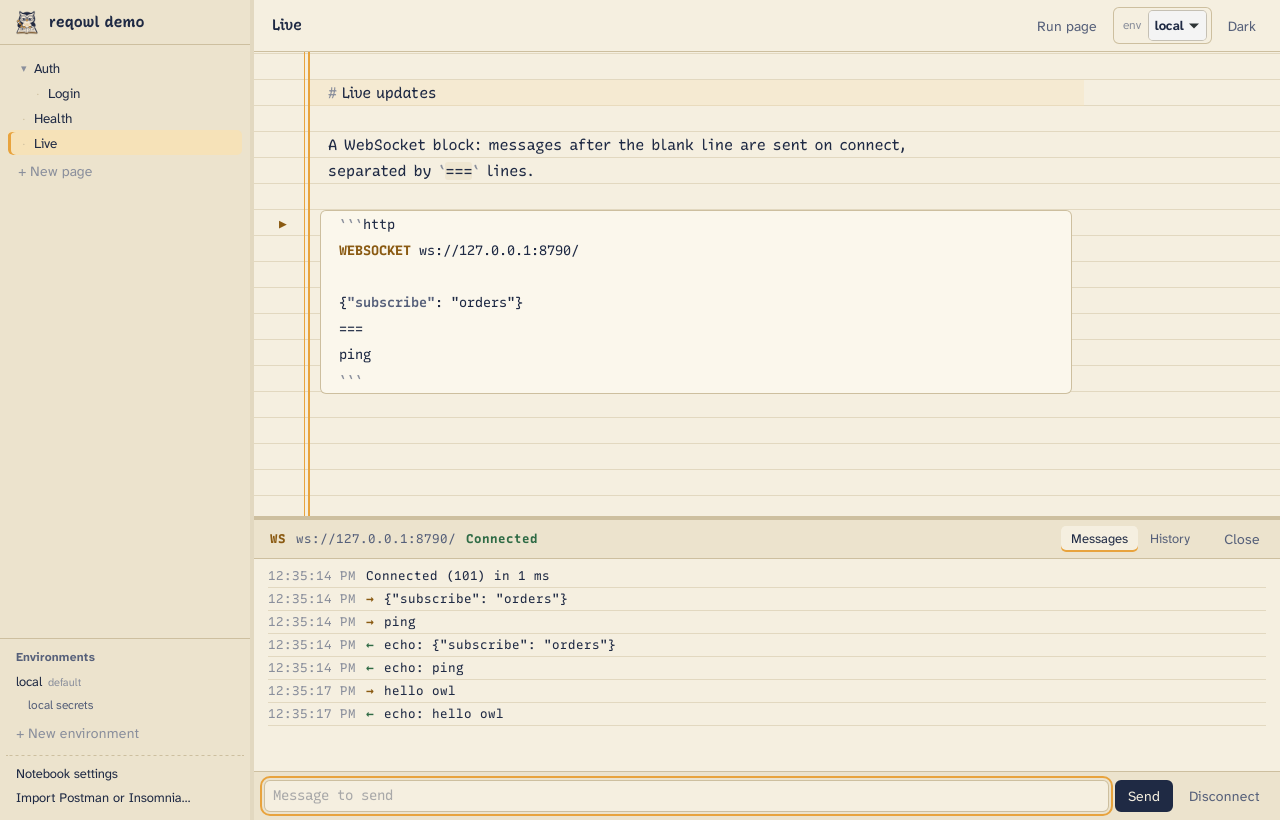 reqowl demo
▾ Auth
· Login
· Health
· Live
+ New page
Environments
local default
local secrets
+ New environment
Notebook settings
Import Postman or Insomnia...
Live
Run page
env local
Dark
# Live updates
A WebSocket block: messages after the blank line are sent on connect,
separated by `===` lines.
```http
WEBSOCKET ws://127.0.0.1:8790/
{"subscribe": "orders"}
===
ping
```
WS ws://127.0.0.1:8790/ Connected
Messages History Close
12:35:14 PM Connected (101) in 1 ms
12:35:14 PM → {"subscribe": "orders"}
12:35:14 PM → ping
12:35:14 PM ← echo: {"subscribe": "orders"}
12:35:14 PM ← echo: ping
12:35:17 PM → hello owl
12:35:17 PM ← echo: hello owl
Message to send
Send
Disconnect